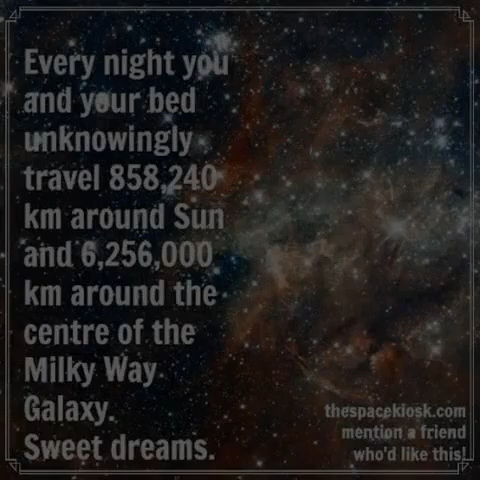 Every night you
and your bed
unknowingly
travel 858,240
km around Sun
and 6,256,000
km around the
centre of the
Milky Way
Galaxy.
Sweet dreams.
thespacekiosk.com
mention a friend
who'd like this!